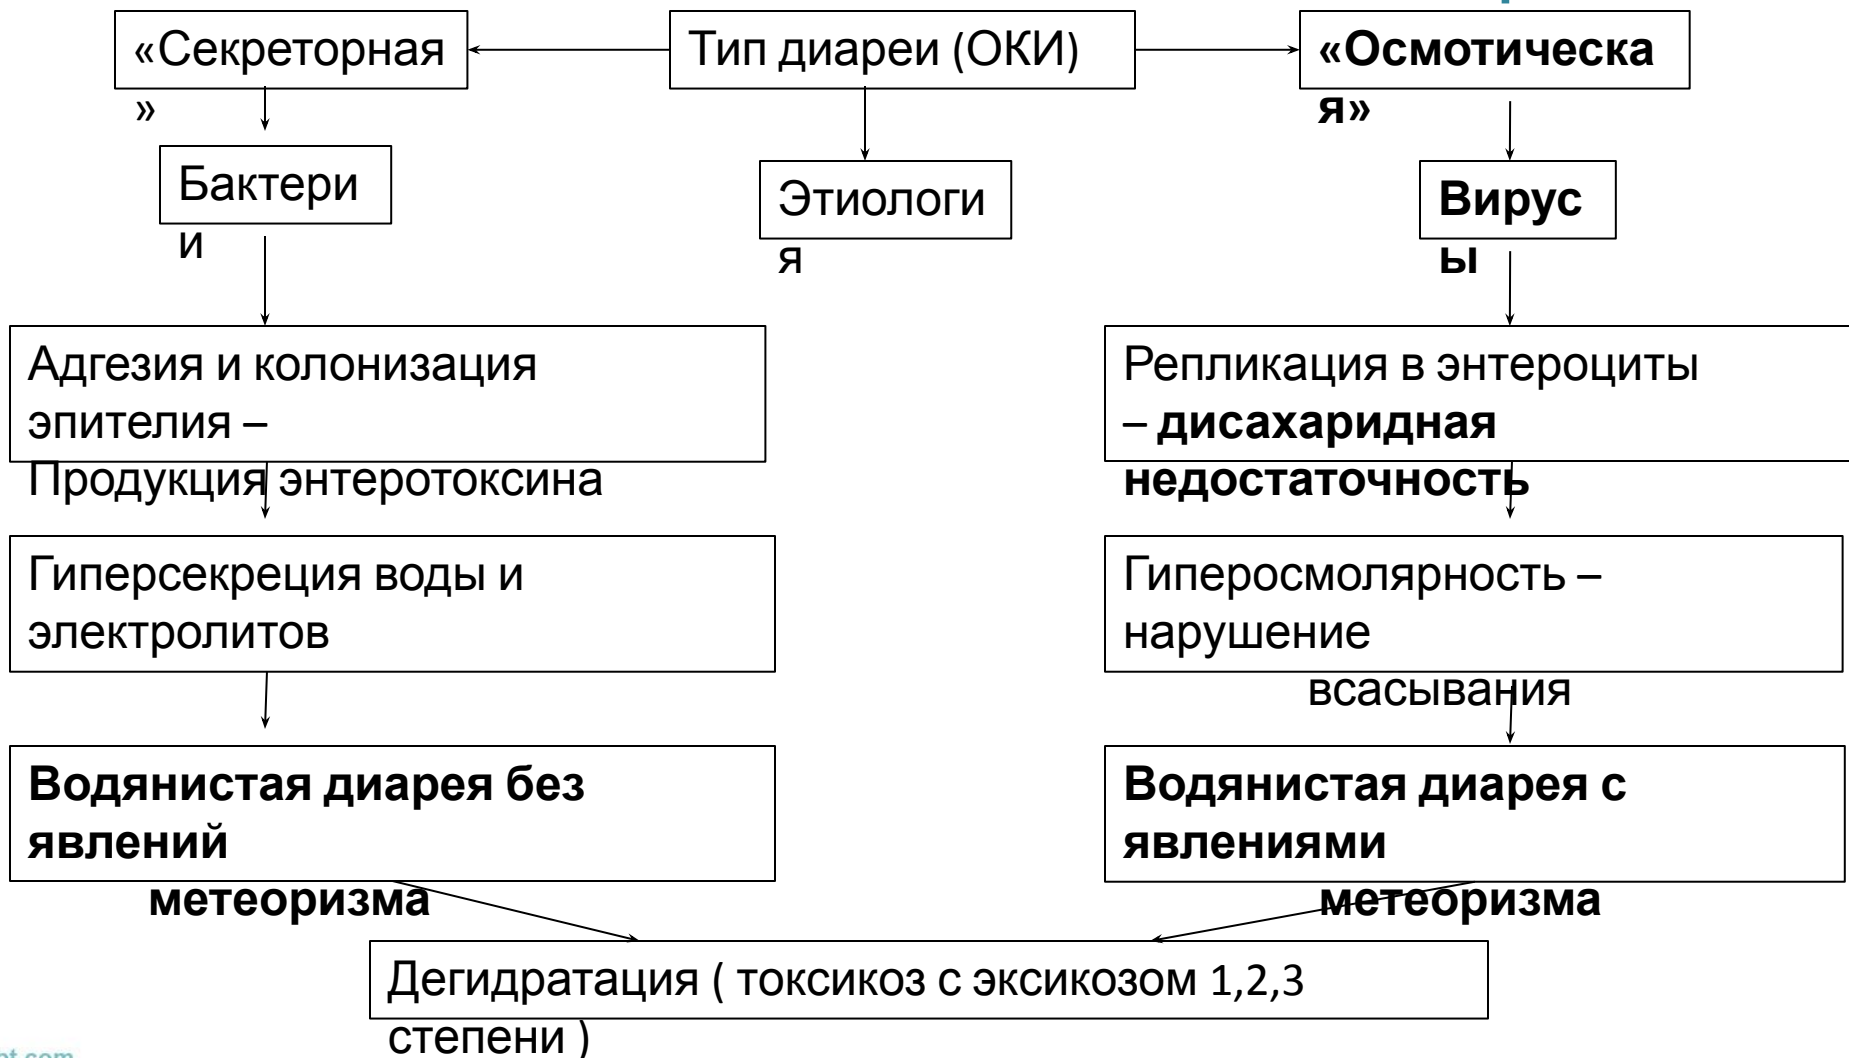 «Секреторная
»
Тип диареи (ОКИ)
«Осмотическа
я»
Бактери
и
Этиологи
я
Вирус
ы
Адгезия и колонизация
эпителия –
Продукция энтеротоксина
Репликация в энтероциты
– дисахаридная
недостаточность
Гиперсекреция воды и
электролитов
Гиперосмолярность –
нарушение
всасывания
Водянистая диарея без
явлений
метеоризма
Водянистая диарея с
явлениями
метеоризма
Дегидратация ( токсикоз с эксикозом 1,2,3
степени )